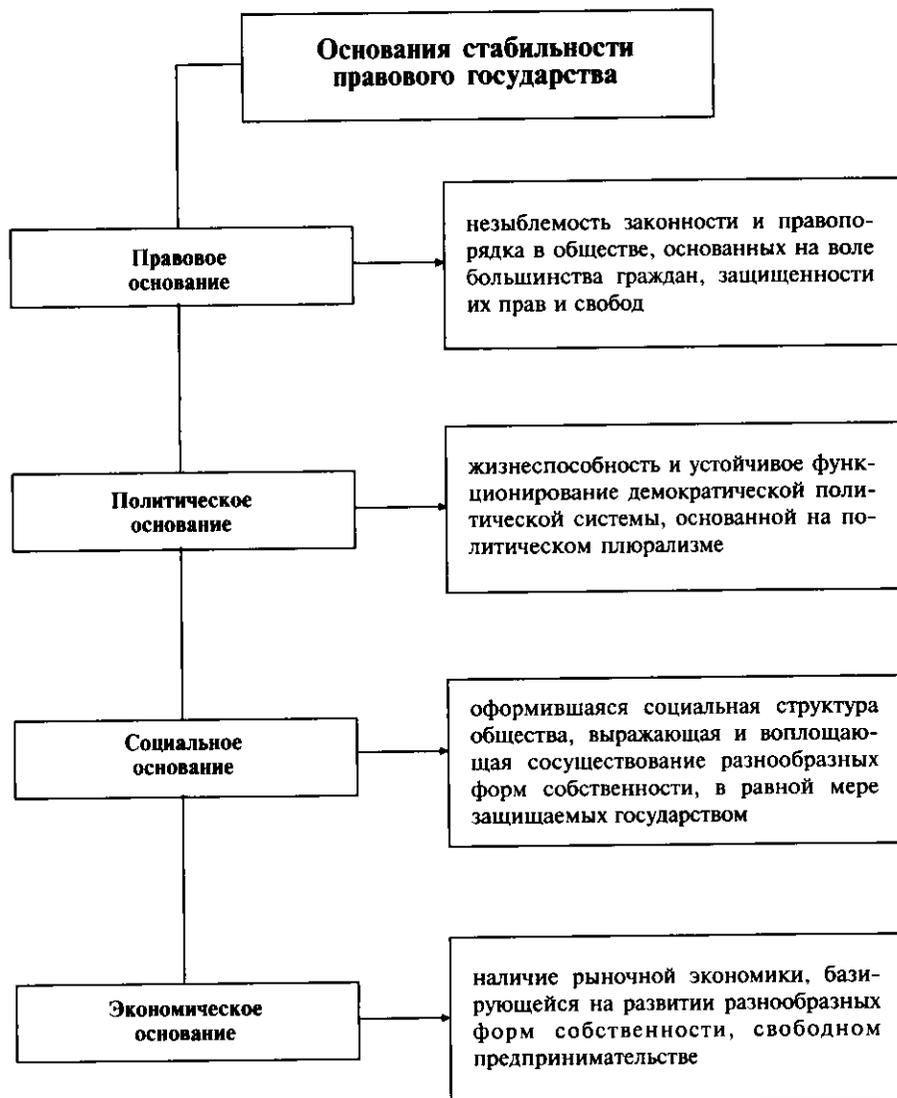 Основания стабильности
правового государства
Правовое
основание
незыблемость законности и правопо-
рядка в обществе, основанных на воле
большинства граждан, защищенности
их прав и свобод
Политическое
основание
жизнеспособность и устойчивое функ-
ционирование демократической поли-
тической системы, основанной на по-
литическом плюрализме
Социальное
основание
оформившаяся социальная структура
общества, выражающая и воплощаю-
щая сосуществование разнообразных
форм собственности, в равной мере
защищаемых государством
Экономическое
основание
наличие рыночной экономики, бази-
рующейся на развитии разнообразных
форм собственности, свободном
предпринимательстве